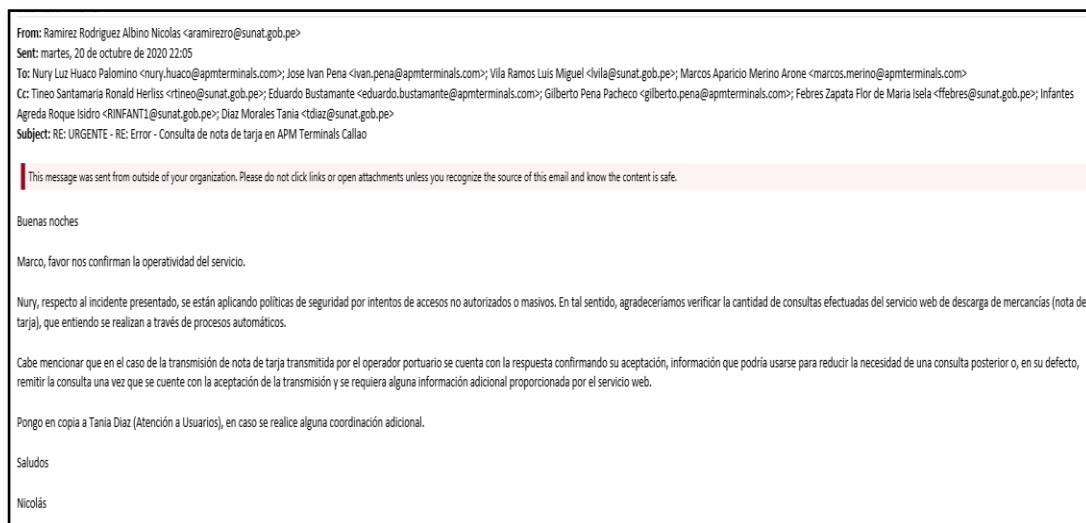 From: Ramirez Rodriguez Albino Nicolas <aramirezro@sunat.gob.pe>
Sent: martes, 20 de octubre de 2020 22:05
To: Nury Luz Huaco Palomino <nury.huaco@apmterminals.com>; Jose Ivan Pena <ivan.pena@apmterminals.com>; Vila Ramos Luis Miguel <lvila@sunat.gob.pe>; Marcos Aparicio Merino Arone <marcos.merino@apmterminals.com>
Cc: Tineo Santamaria Ronald Herliss <rtineo@sunat.gob.pe>; Eduardo Bustamante <eduardo.bustamante@apmterminals.com>; Gilberto Pena Pacheco <gilberto.pena@apmterminals.com>; Febres Zapata Flor de Maria Isela <ffebres@sunat.gob.pe>; Infantes
Agreda Roque Isidro <RINFANT1@sunat.gob.pe>; Diaz Morales Tania <tdiaz@sunat.gob.pe>
Subject: RE: URGENTE - RE: Error - Consulta de nota de tarja en APM Terminals Callao
This message was sent from outside of your organization. Please do not click links or open attachments unless you recognize the source of this email and know the content is safe.
Buenas noches
Marco, favor nos confirman la operatividad del servicio.
Nury, respecto al incidente presentado, se están aplicando políticas de seguridad por intentos de accesos no autorizados o masivos. En tal sentido, agradeceríamos verificar la cantidad de consultas efectuadas del servicio web de descarga de mercancías (nota de
tarja), que entiendo se realizan a través de procesos automáticos.
Cabe mencionar que en el caso de la transmisión de nota de tarja transmitida por el operador portuario se cuenta con la respuesta confirmando su aceptación, información que podría usarse para reducir la necesidad de una consulta posterior o, en su defecto,
remitir la consulta una vez que se cuente con la aceptación de la transmisión y se requiera alguna información adicional proporcionada por el servicio web.
Pongo en copia a Tania Diaz (Atención a Usuarios), en caso se realice alguna coordinación adicional.
Saludos
Nicolás